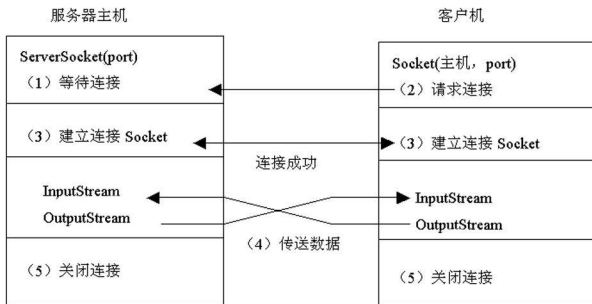 服务器主机
客户机
ServerSocket(port)
（1）等待连接
Socket(主机，port)
（2）请求连接
（3）建立连接 Socket
（3）建立连接 Socket
连接成功
InputStream
OutputStream
InputStream
OutputStream
（4）传送数据
（5）关闭连接
（5）关闭连接